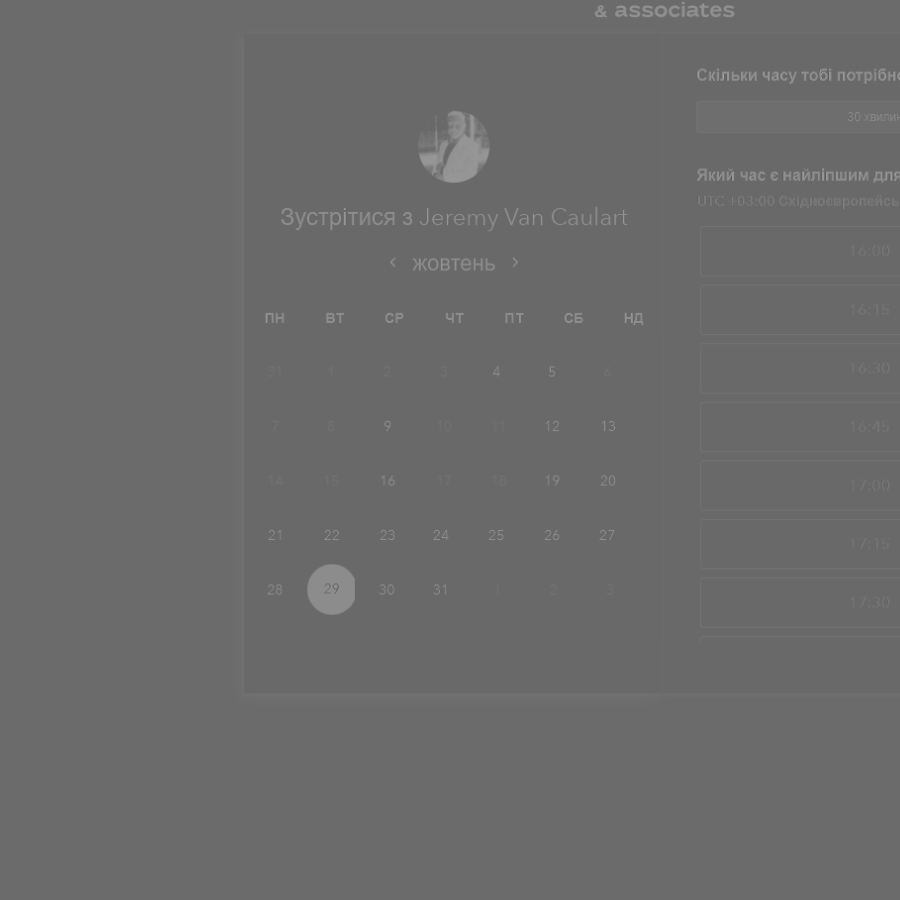 & associates
Зустрітися з Jeremy Van Caulart
жовтень
ПН ВТ СР ЧТ ПТ СБ НД
31 1 2 3 4 5 6
7 8 9 10 11 12 13
14 15 16 17 18 19 20
21 22 23 24 25 26 27
28 29 30 31 1 2 3
Скільки часу тобі
30
Який час є найліпшим для
UTC +03:00
16:00
16:15
16:30
16:45
17:00
17:15
17:30